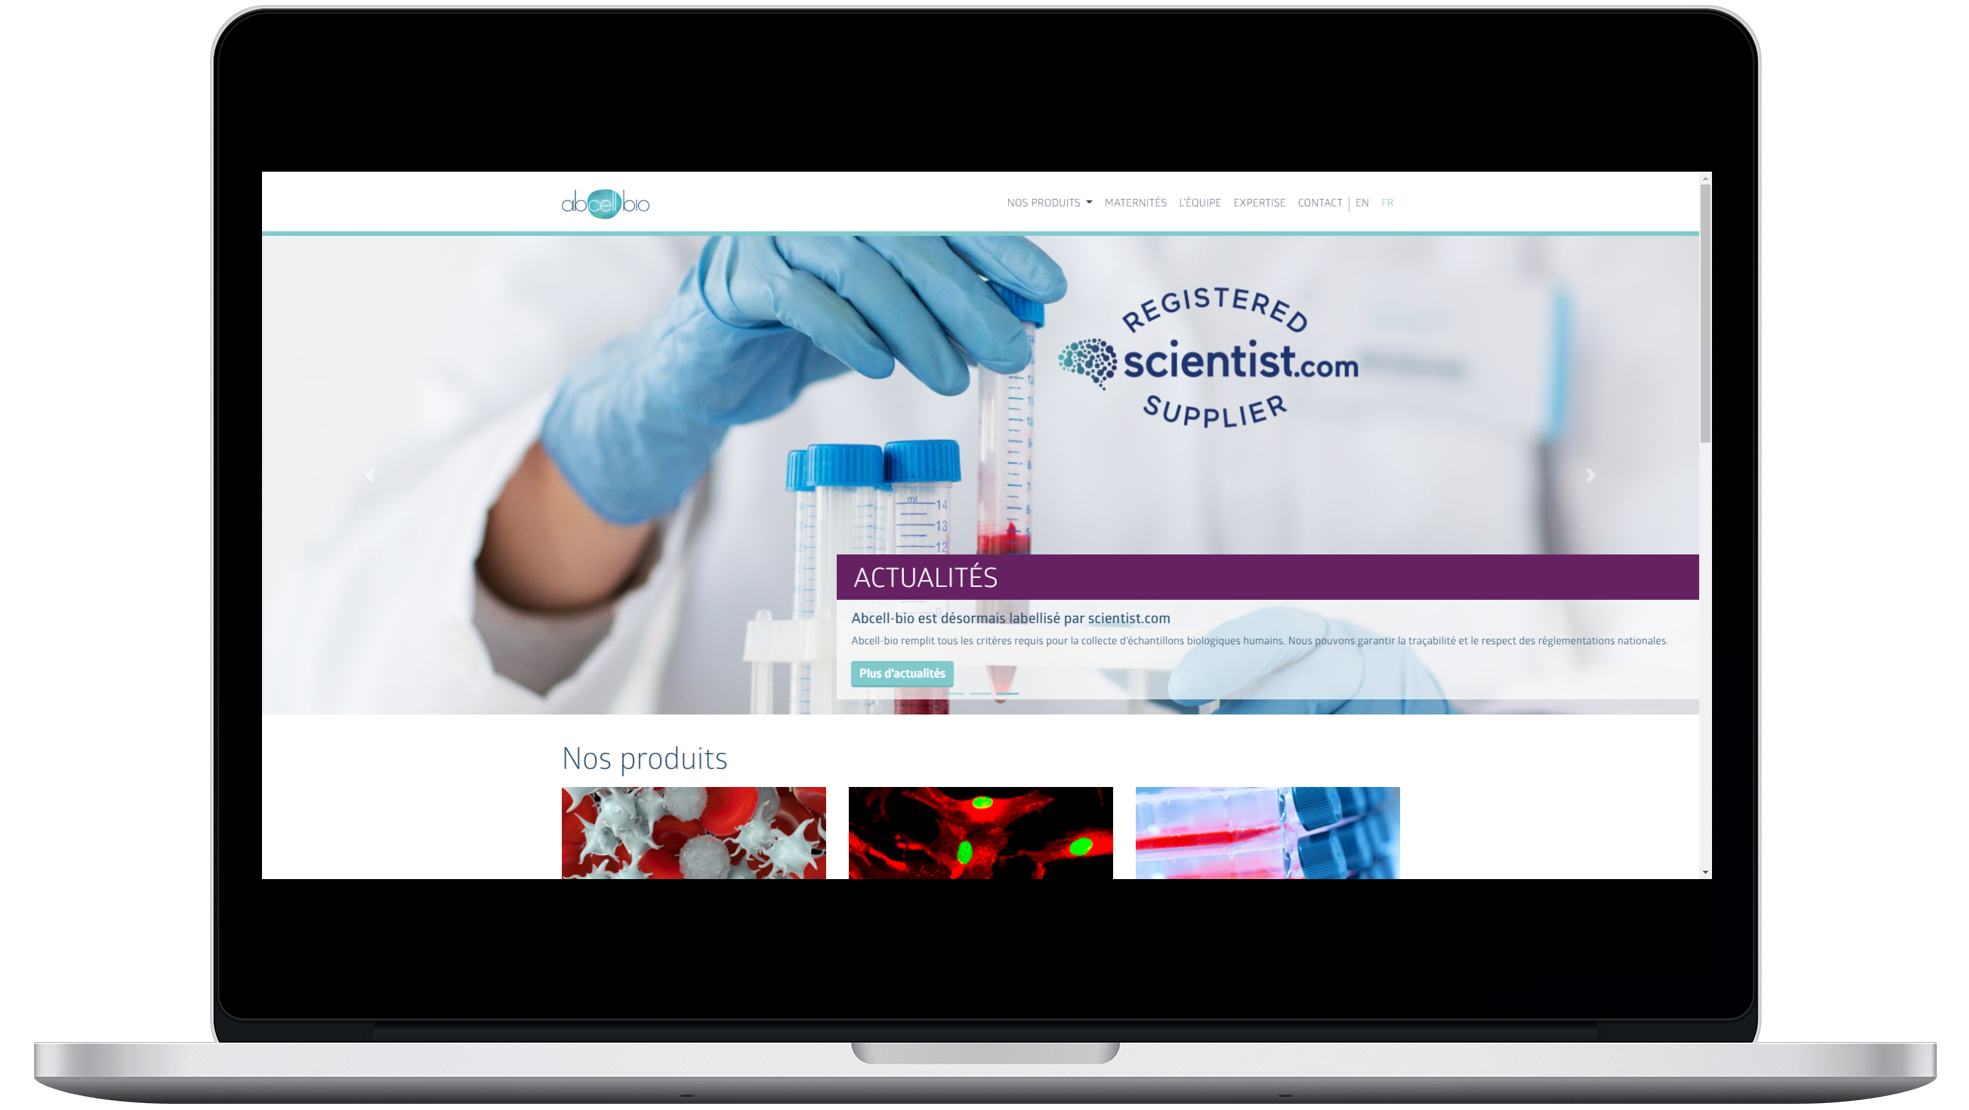 abcellbio
NOS PRODUITS MATERNITÉS L'ÉQUIPE EXPERTISE CONTACT | EN FR
REGISTERED
scientist.com
SUPPLIER
ml
14
13
12
ACTUALITÉS
Abcell-bio est désormais labellisé par scientist.com
Abcell-bio remplit tous les critères requis pour la collecte d'échantillons biologiques humains. Nous pouvons garantir la traçabilité et le respect des réglementations nationales.
Plus d'actualités
Nos produits